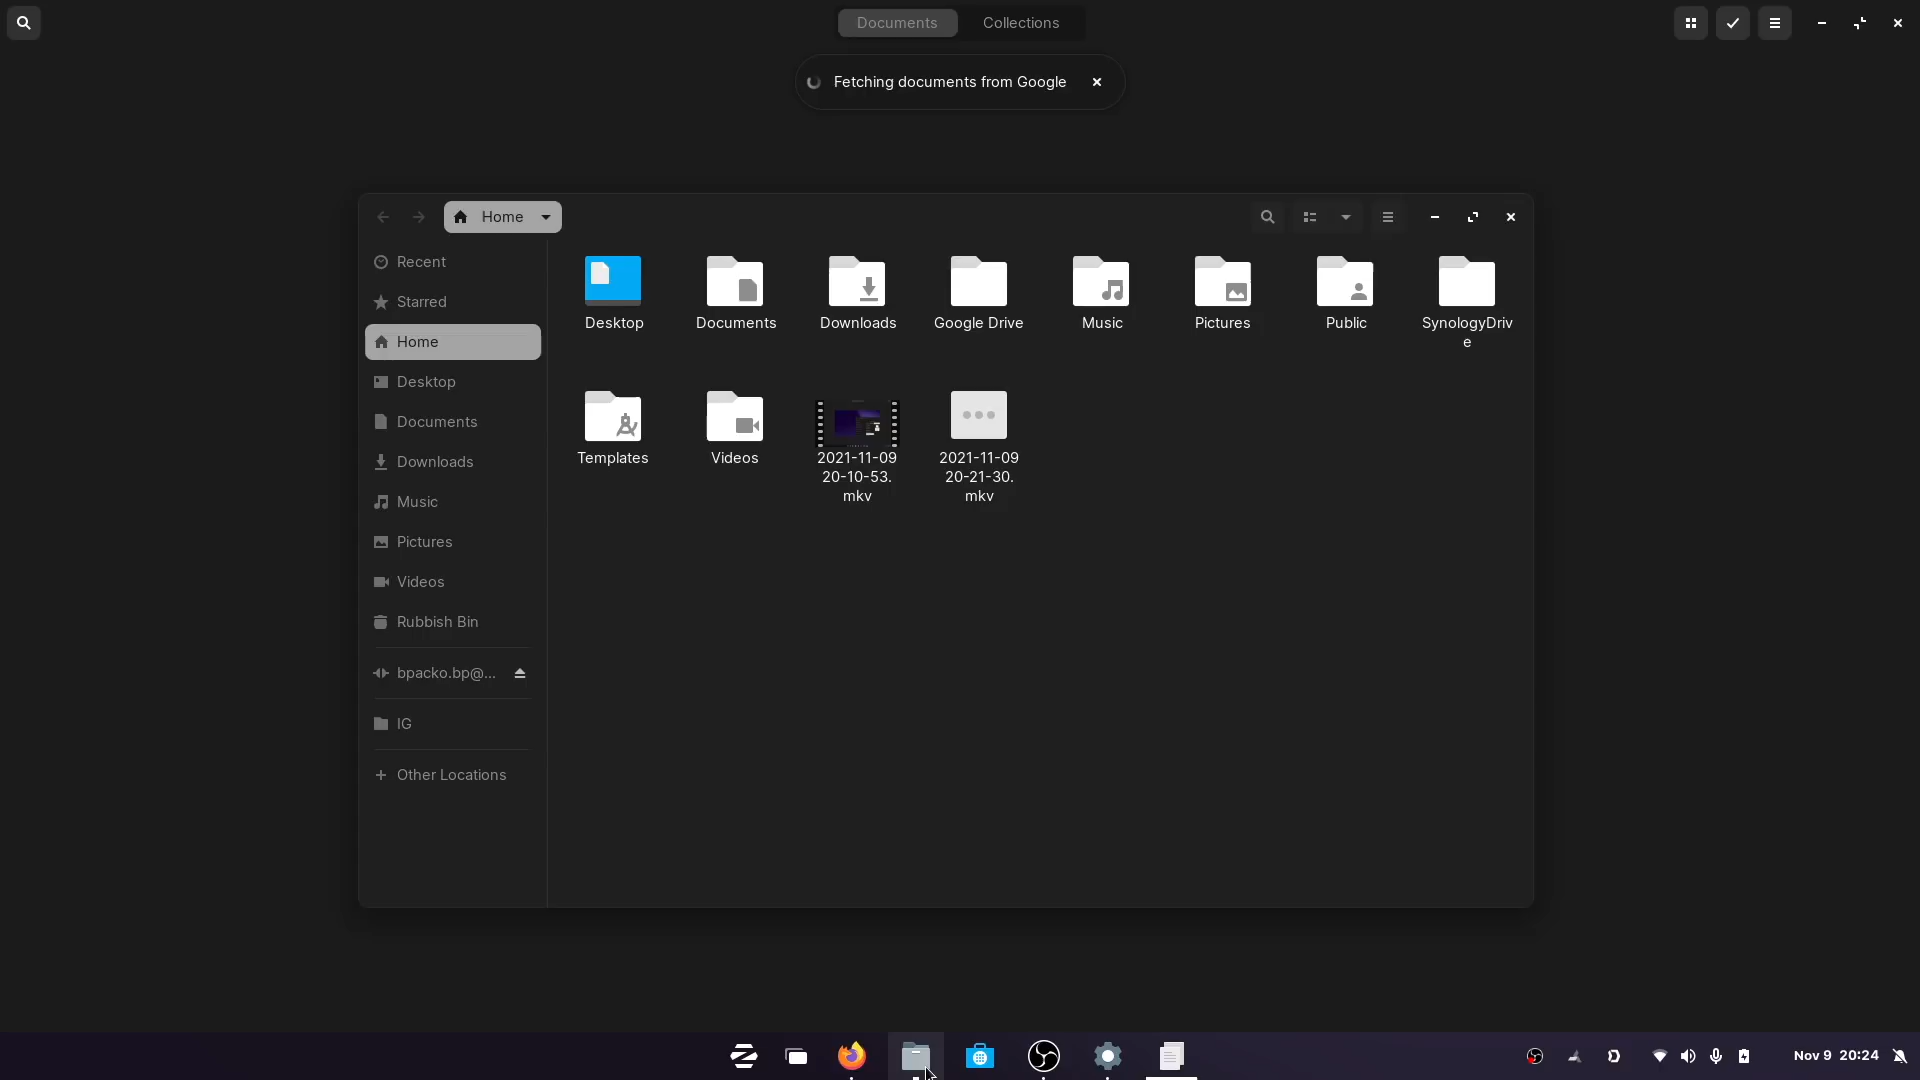 Documents Collections
Fetching documents from Google
Home
Recent
Starred
Home
Desktop
Documents
Downloads
Music
Pictures
Videos
Rubbish Bin
bpacko.bp@...
IG
Other Locations
Desktop Documents Downloads Google Drive Music Pictures Public SynologyDriv
e
Templates Videos 2021-11-09 2021-11-09
20-10-53. 20-21-30.
mkv mkv
Nov 9 20:24